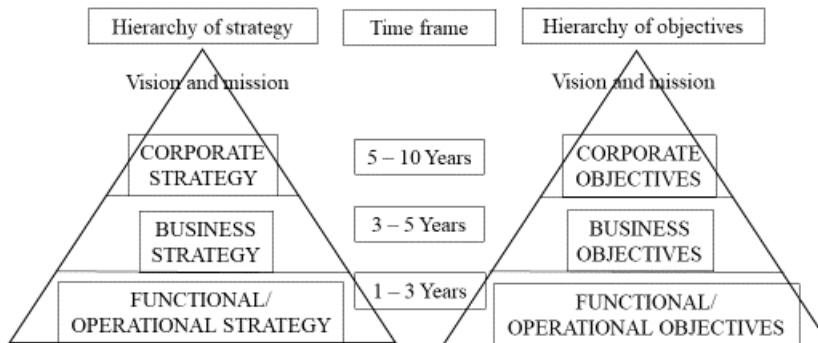 Hierarchy of strategy
Time frame
Hierarchy of objectives
Vision and mission
Vision and mission
CORPORATE
STRATEGY
5 – 10 Years
CORPORATE
OBJECTIVES
BUSINESS
STRATEGY
3 – 5 Years
BUSINESS
OBJECTIVES
FUNCTIONAL/
OPERATIONAL STRATEGY
1 – 3 Years
FUNCTIONAL/
OPERATIONAL OBJECTIVES